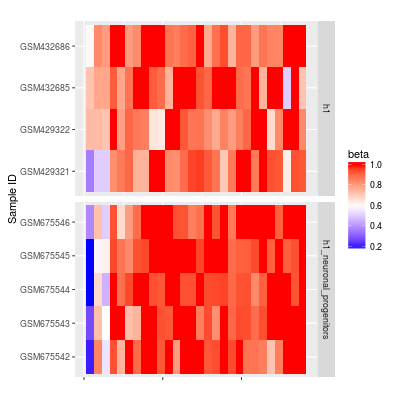 GSM432686
GSM432685
GSM429322
GSM429321
h1
GSM675546
GSM675545
GSM675544
GSM675543
GSM675542
h1_neuronal_progenitors
Sample ID
beta
1.0
0.8
0.6
0.4
0.2